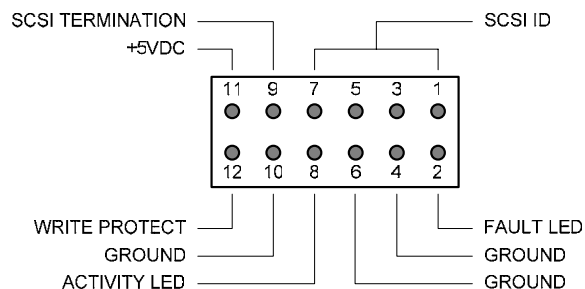 SCSI TERMINATION
SCSI ID
+5VDC
11 9 7 5 3 1
12 10 8 6 4 2
WRITE PROTECT
FAULT LED
GROUND
GROUND
ACTIVITY LED
GROUND